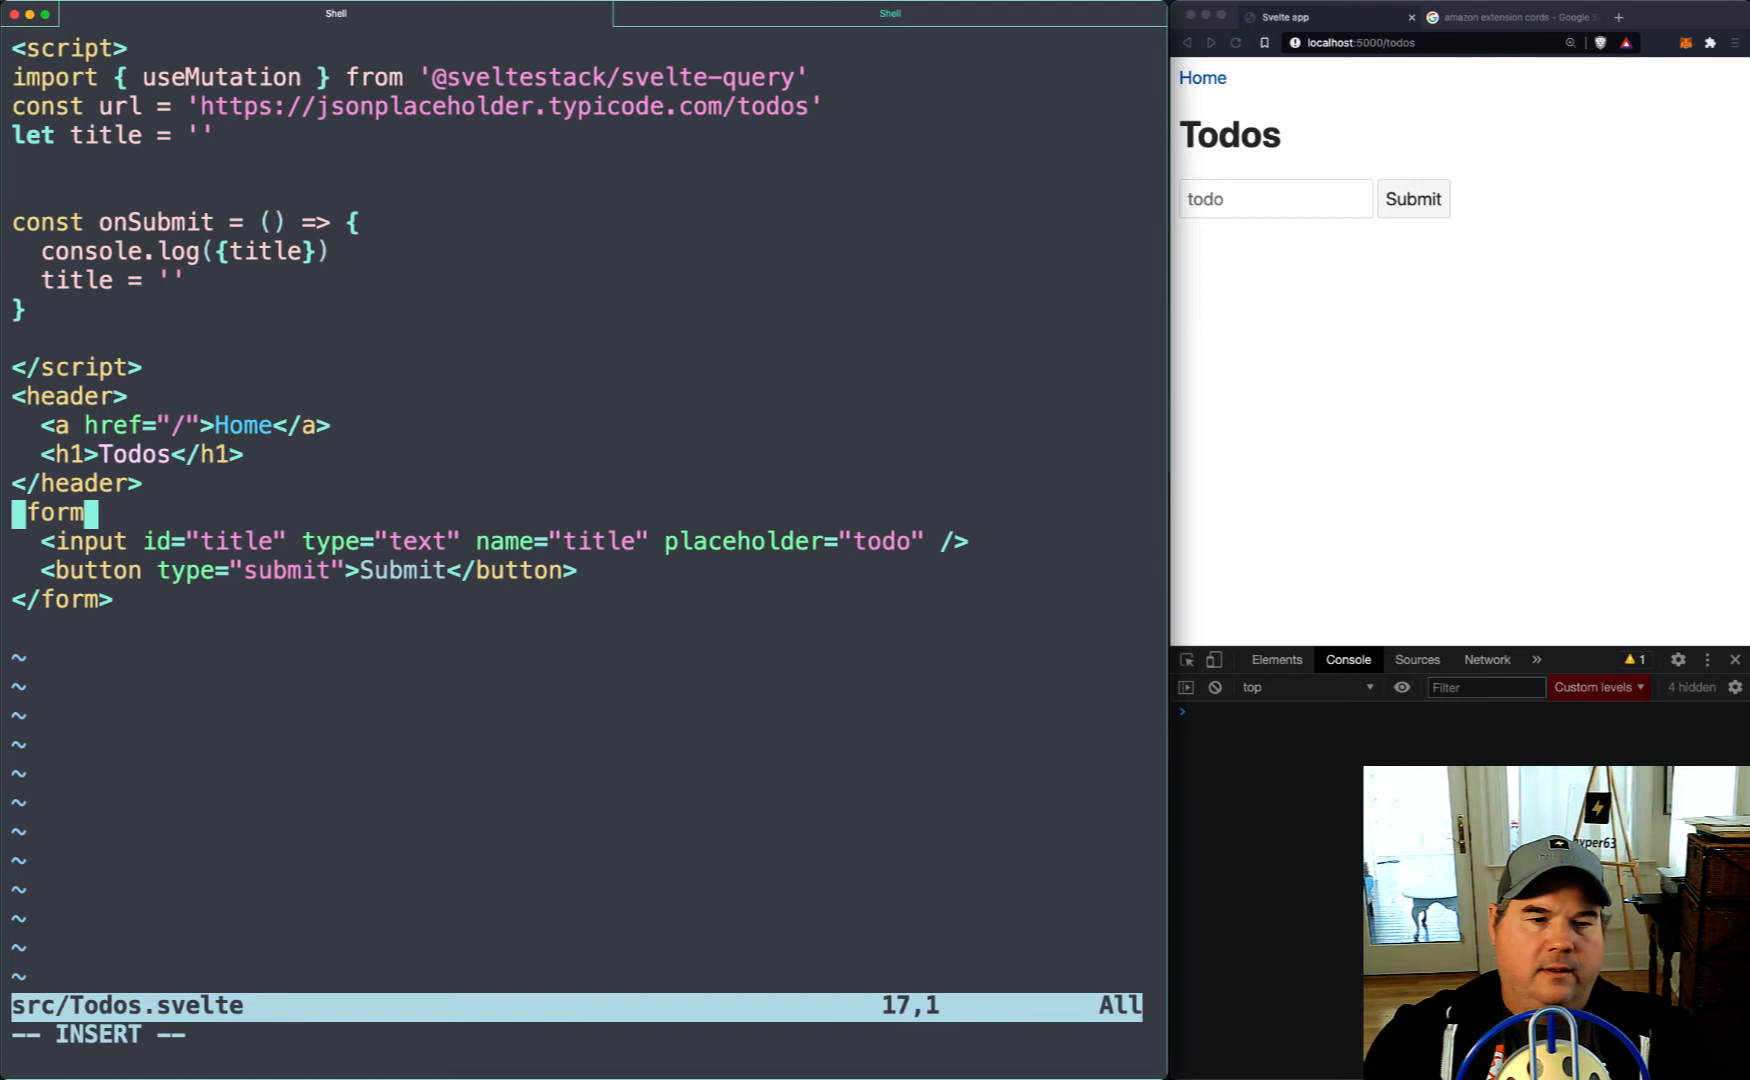 Shell
Shell
<script>
import { useMutation } from '@sveltestack/svelte-query'
const url = 'https://jsonplaceholder.typicode.com/todos'
let title = ''
const onSubmit = () => {
console.log({title})
title = ''
}
</script>
<header>
<a href="/">Home</a>
<h1>Todos</h1>
</header>
<form>
<input id="title" type="text" name="title" placeholder="todo" />
<button type="submit">Submit</button>
</form>
~
~
~
~
~
~
~
~
~
~
~
~
src/Todos.svelte 17,1 All
-- INSERT --
Svelte app
amazon extension cords - Google S
localhost:5000/todos
Home
Todos
todo Submit
Elements Console Sources Network » 1
top Filter Custom levels 4 hidden
>
hyper63